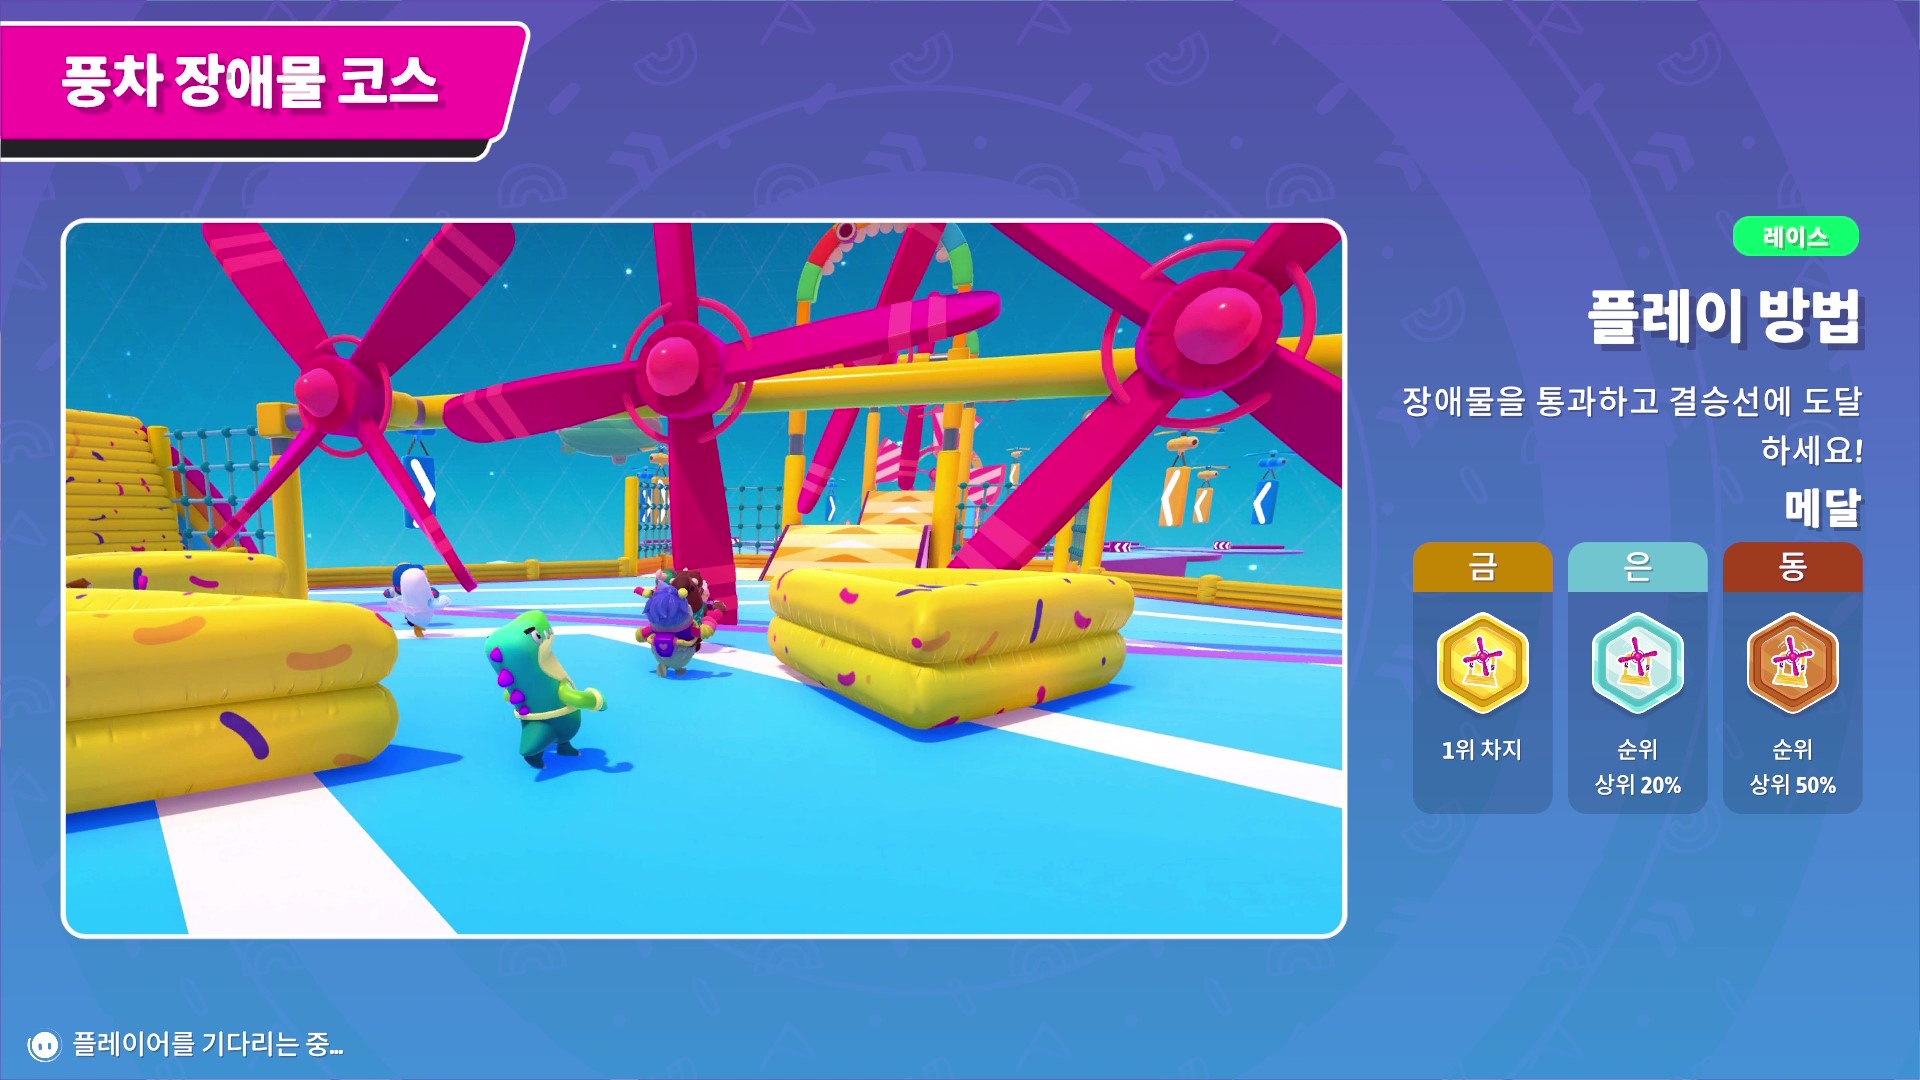 풍차 장애물 코스
레이스
플레이 방법
장애물을 통과하고 결승선에 도달
하세요!
메달
금
은
동
1위 차지
순위
상위 20%
순위
상위 50%
플레이어를 기다리는 중...